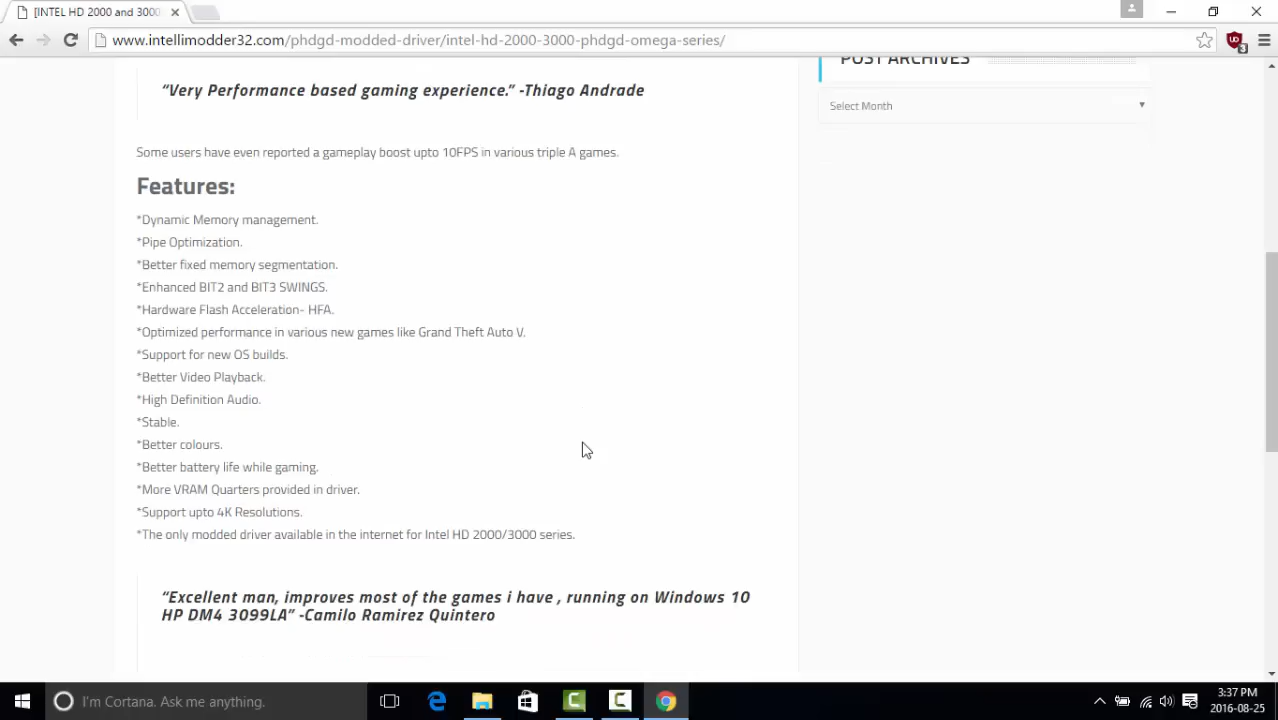 [INTEL HD 2000 and 3000
www.intellimodder32.com/phdgd-modded-driver/intel-hd-2000-3000-phdgd-omega-series/
3
POST ARCHIVES
“Very Performance based gaming experience.” -Thiago Andrade
Select Month
Some users have even reported a gameplay boost upto 10FPS in various triple A games.
Features:
*Dynamic Memory management.
*Pipe Optimization.
*Better fixed memory segmentation.
*Enhanced BIT2 and BIT3 SWINGS.
*Hardware Flash Acceleration- HFA.
*Optimized performance in various new games like Grand Theft Auto V.
*Support for new OS builds.
*Better Video Playback.
*High Definition Audio.
*Stable.
*Better colours.
*Better battery life while gaming.
*More VRAM Quarters provided in driver.
*Support upto 4K Resolutions.
*The only modded driver available in the internet for Intel HD 2000/3000 series.
“Excellent man, improves most of the games i have , running on Windows 10
HP DM4 3099LA” -Camilo Ramirez Quintero
I'm Cortana. Ask me anything.
3:37 PM
2016-08-25